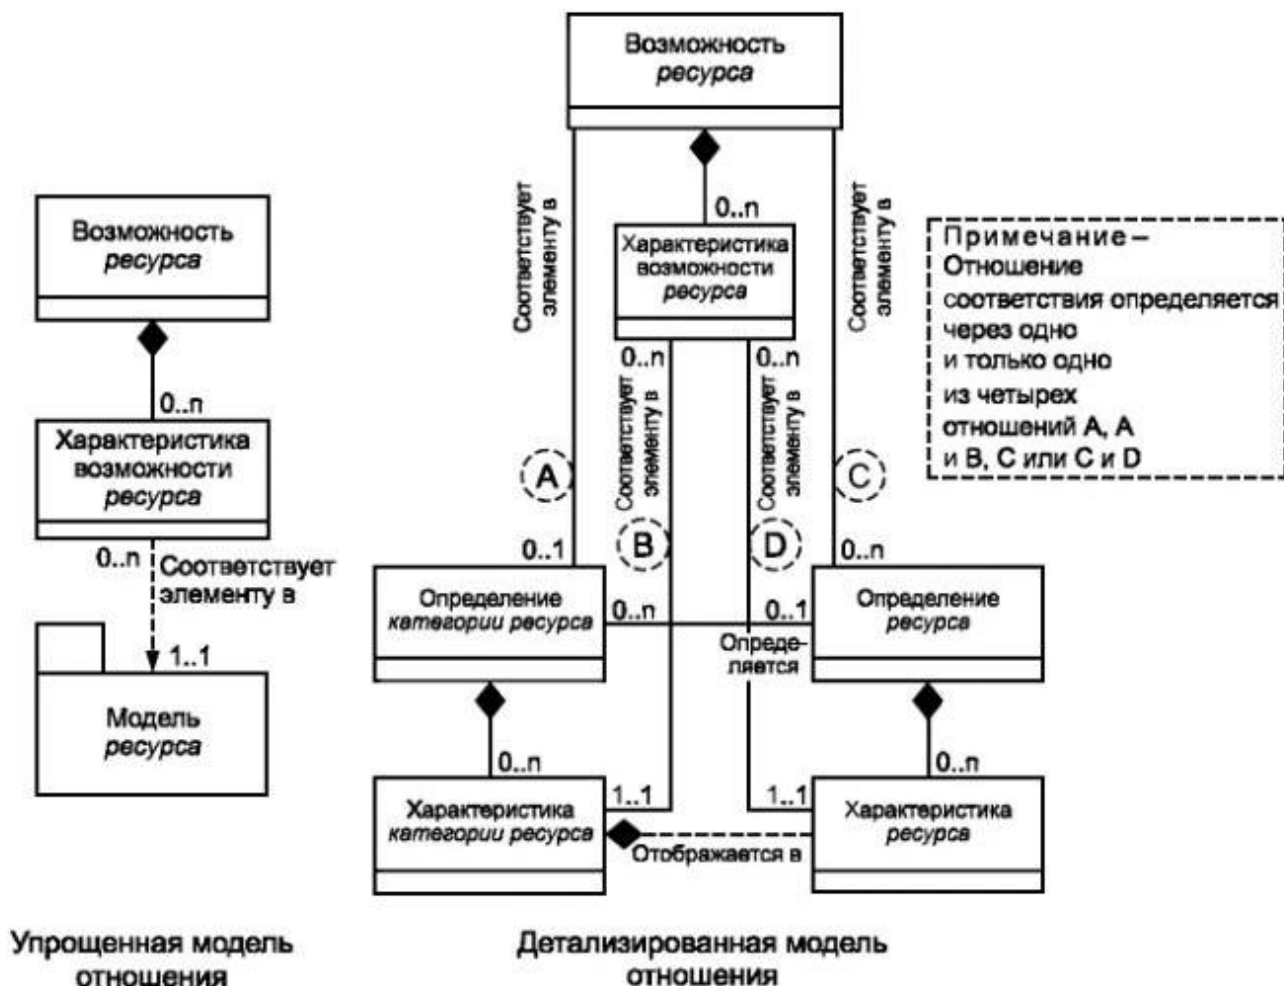 Возможность
ресурса
0..n
Характеристика
возможности
ресурса
0..n
Соответствует
элементу в
1..1
Модель
ресурса
Упрощенная модель
отношения
Возможность
ресурса
Соответствует
элементу в
0..n
Соответствует
элементу в
Характеристика
возможности
ресурса
0..n
0..n
Соответствует
элементу в
Соответствует
элементу в
A
B
D
C
0..1
0..n
Определение
категории ресурса
0..n
0..1
Опреде-
ляется
Определение
ресурса
0..n
0..n
Характеристика
категории ресурса
1..1
1..1
Характеристика
ресурса
Отображается в
Детализированная модель
отношения
Примечание –
Отношение
соответствия определяется
через одно
и только одно
из четырех
отношений A, A
и B, C или C и D